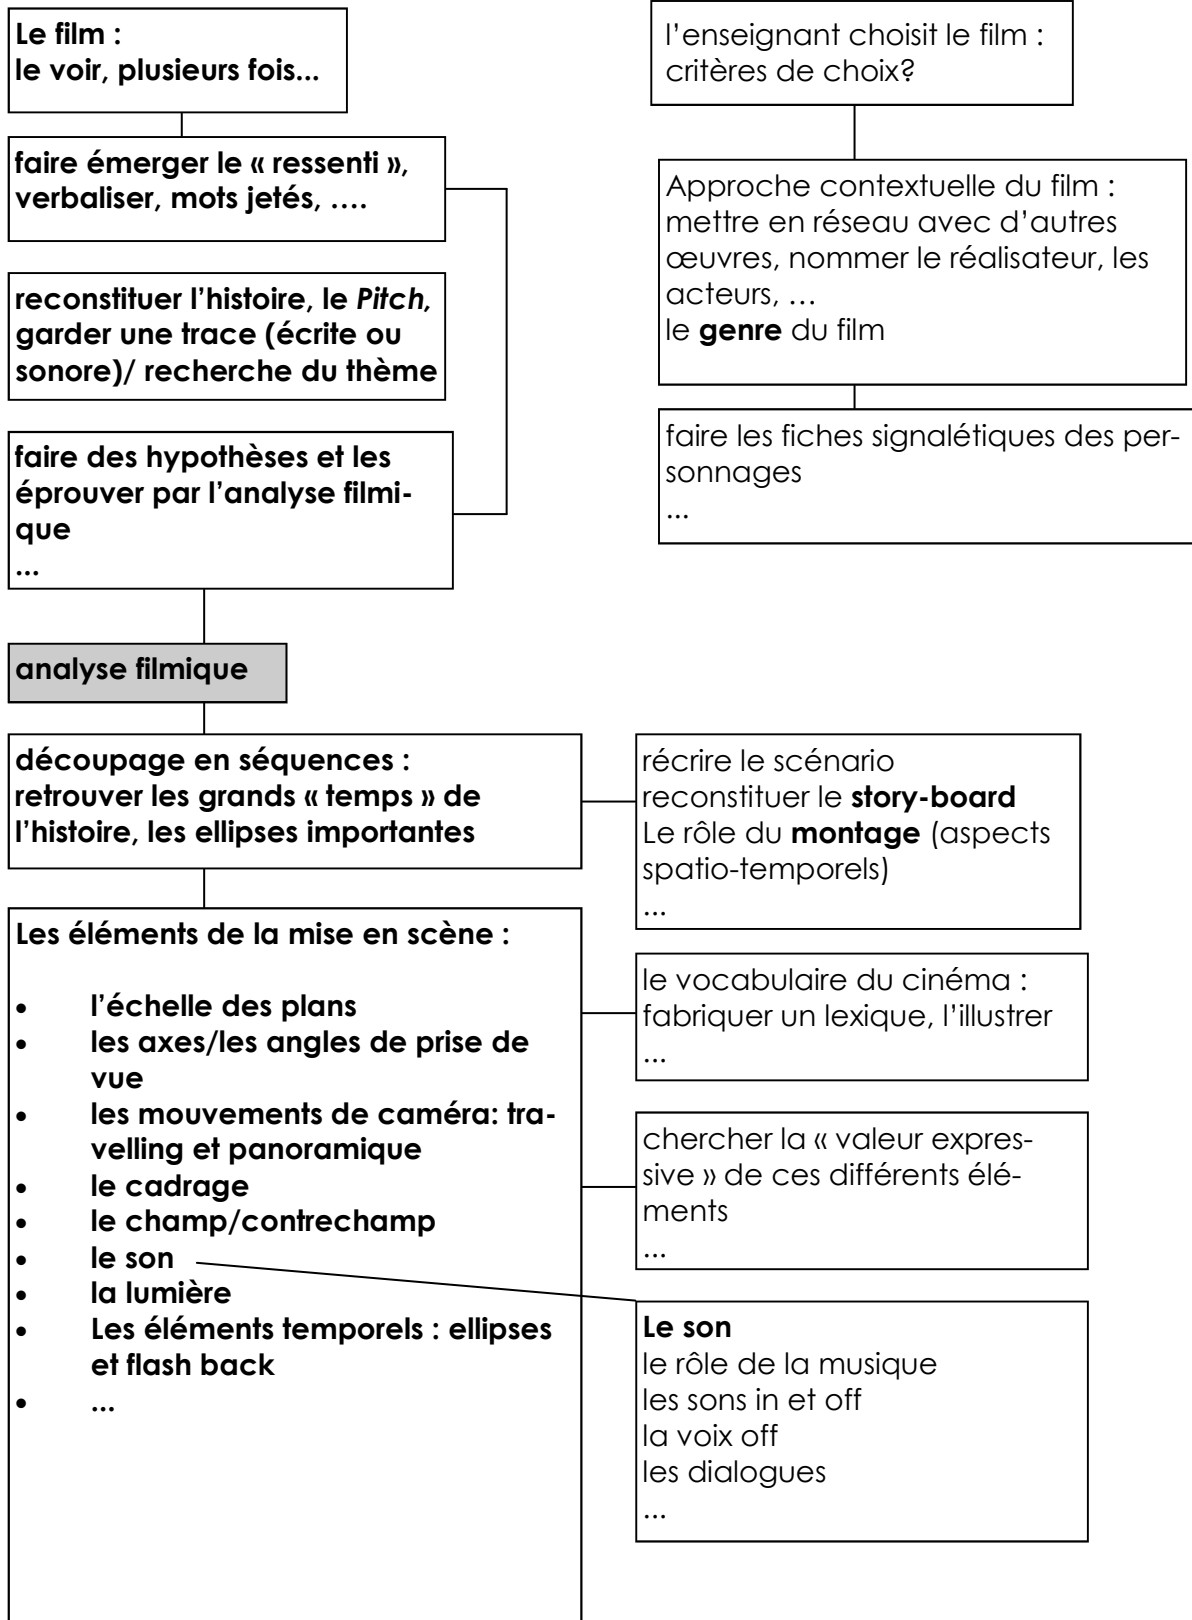 Le film :
le voir, plusieurs fois...
faire émerger le « ressenti »,
verbaliser, mots jetés, ….
reconstituer l’histoire, le Pitch,
garder une trace (écrite ou
sonore)/ recherche du thème
faire des hypothèses et les
éprouver par l’analyse filmi-
que
...
l’enseignant choisit le film :
critères de choix?
Approche contextuelle du film :
mettre en réseau avec d’autres
œuvres, nommer le réalisateur, les
acteurs, …
le genre du film
faire les fiches signalétiques des per-
sonnages
...
analyse filmique
découpage en séquences :
retrouver les grands « temps » de
l’histoire, les ellipses importantes
récrire le scénario
reconstituer le story-board
Le rôle du montage (aspects
spatio-temporels)
...
Les éléments de la mise en scène :
• l’échelle des plans
• les axes/les angles de prise de
vue
• les mouvements de caméra: tra-
velling et panoramique
• le cadrage
• le champ/contrechamp
• le son
• la lumière
• Les éléments temporels : ellipses
et flash back
• ...
le vocabulaire du cinéma :
fabriquer un lexique, l’illustrer
...
chercher la « valeur expres-
sive » de ces différents élé-
ments
...
Le son
le rôle de la musique
les sons in et off
la voix off
les dialogues
...